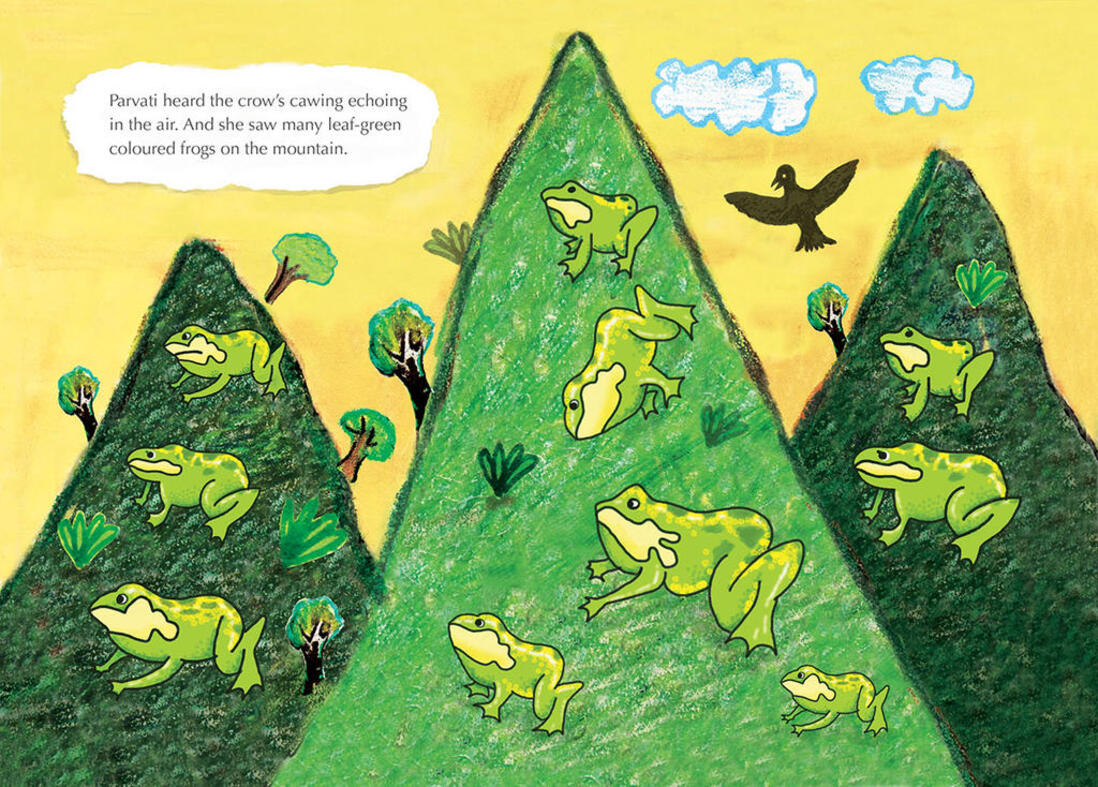 Parvati heard the crow’s cawing echoing
in the air. And she saw many leaf-green
coloured frogs on the mountain.